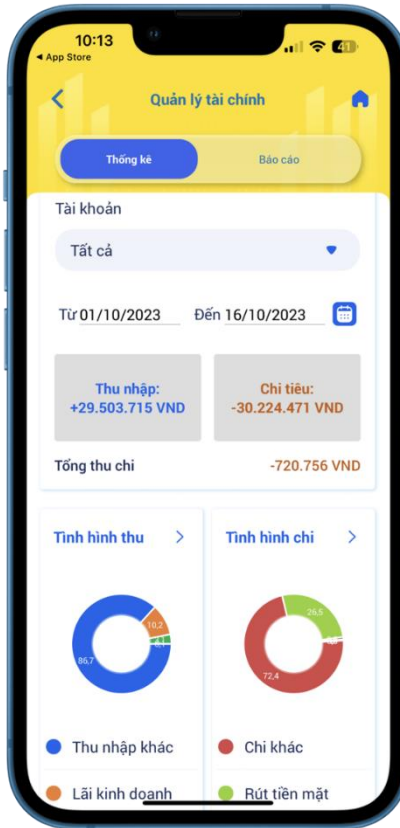 10:13
41
◀ App Store
Quản lý tài chính
Thống kê
Báo cáo
Tài khoản
Tất cả
Từ 01/10/2023 Đến 16/10/2023
Thu nhập:
+29.503.715 VND
Chi tiêu:
-30.224.471 VND
Tổng thu chi
-720.756 VND
Tình hình thu
Tình hình chi
10,2
86,7
26,5
72,4
Thu nhập khác
Chi khác
Lãi kinh doanh
Rút tiền mặt